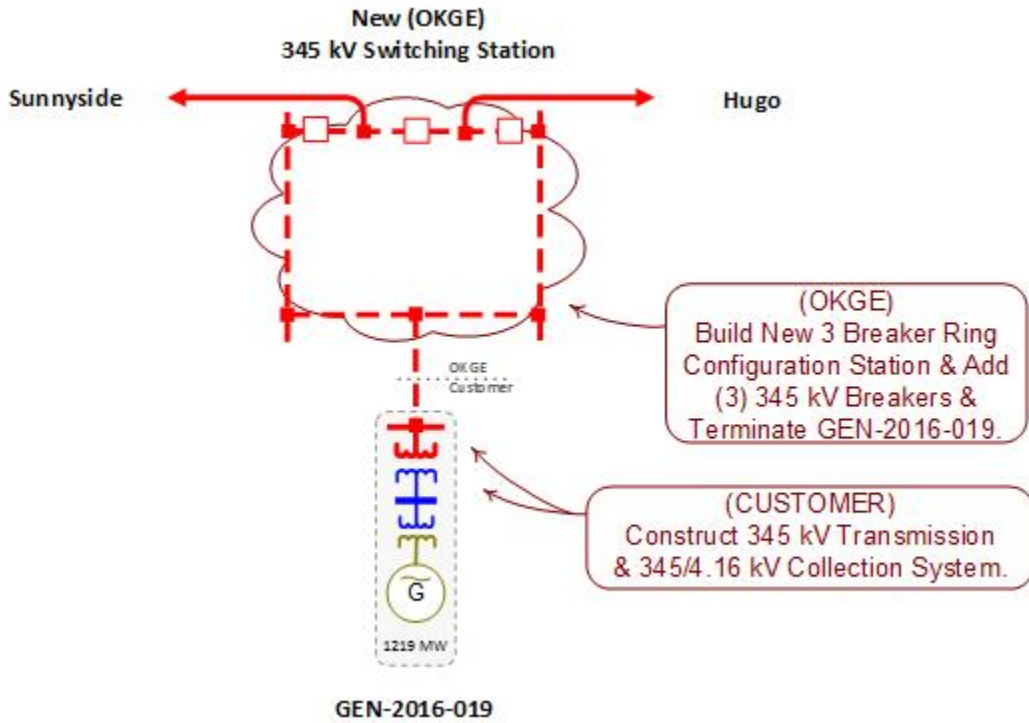 New (OKGE)
345 kV Switching Station
Sunnyside
Hugo
(OKGE)
Build New 3 Breaker Ring
Configuration Station & Add
(3) 345 kV Breakers &
Terminate GEN-2016-019.
OKGE
Customer
(CUSTOMER)
Construct 345 kV Transmission
& 345/4.16 kV Collection System.
G
1219 MW
GEN-2016-019